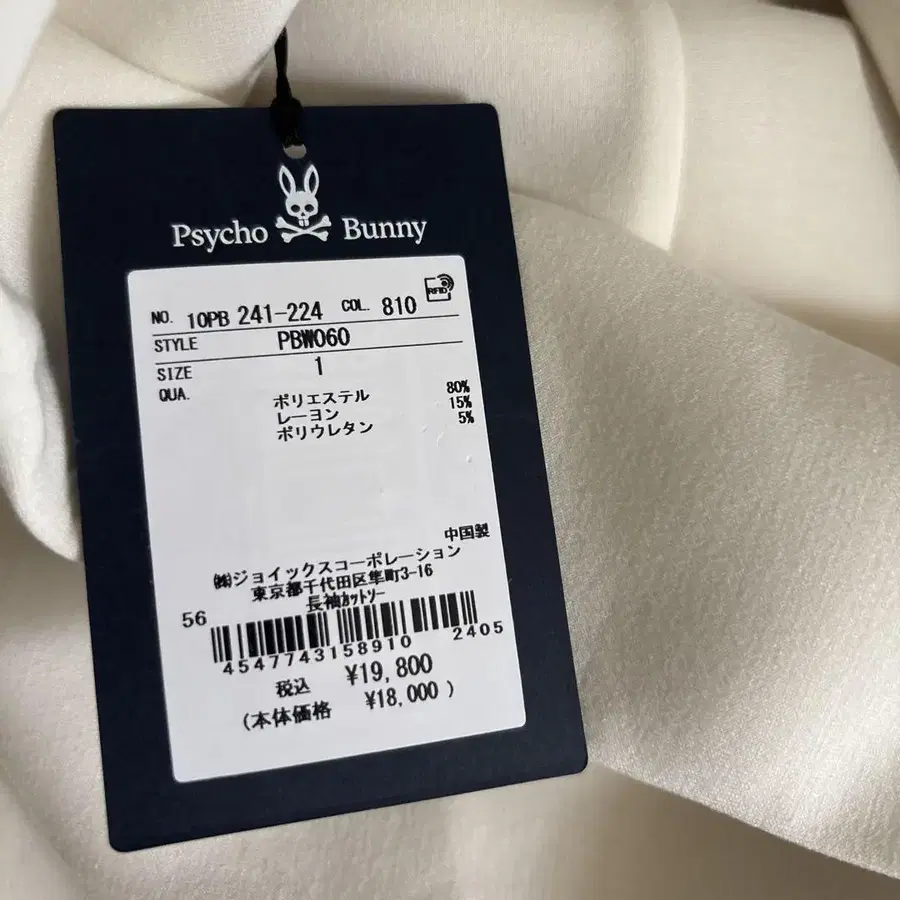 Psycho Bunny
RFID
NO. 10PB 241-224 COL. 810
STYLE PBW060
SIZE 1
QUA.
ポリエステル 80%
レーヨン 15%
ポリウレタン 5%
中国製
㈱ジョイックスコーポレーション
東京都千代田区隼町3-16
長袖カットソー
56
4547743158910 2405
税込 ¥19,800
(本体価格 ¥18,000 )